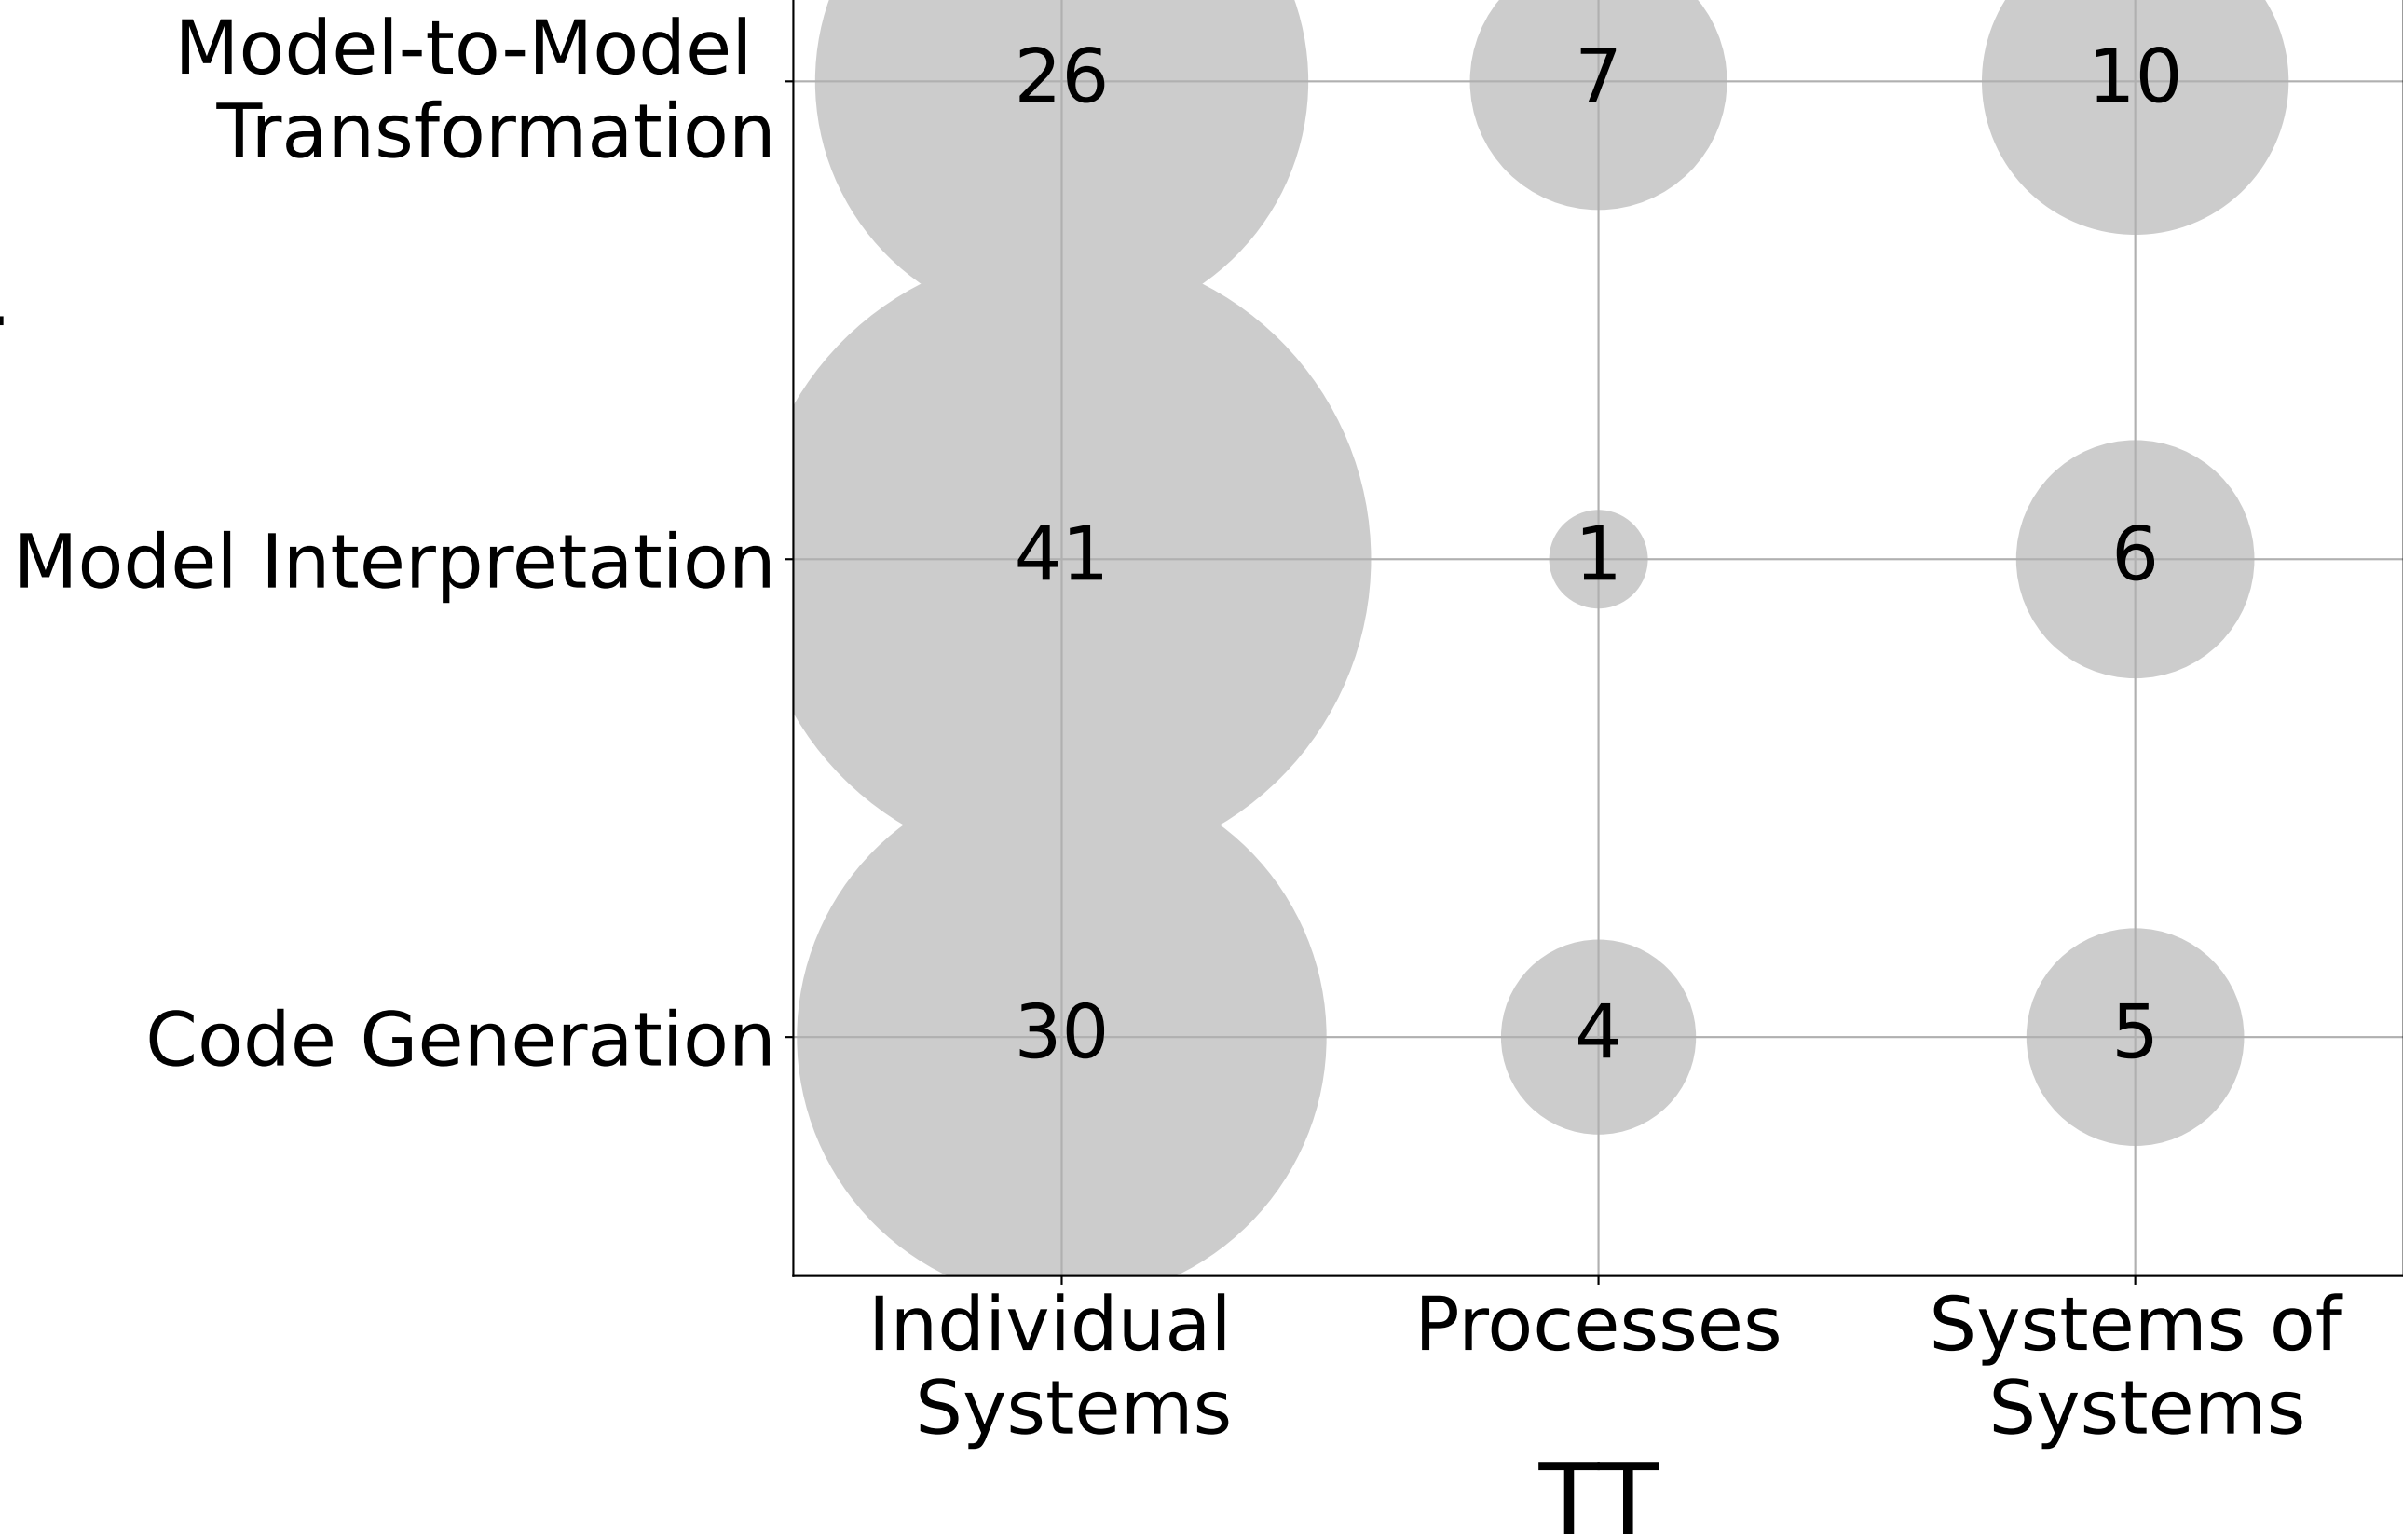 Model-to-Model
Transformation
26
7
10
Model Interpretation
41
1
6
Code Generation
30
4
5
Individual
Systems
Processes
Systems of
Systems
TT